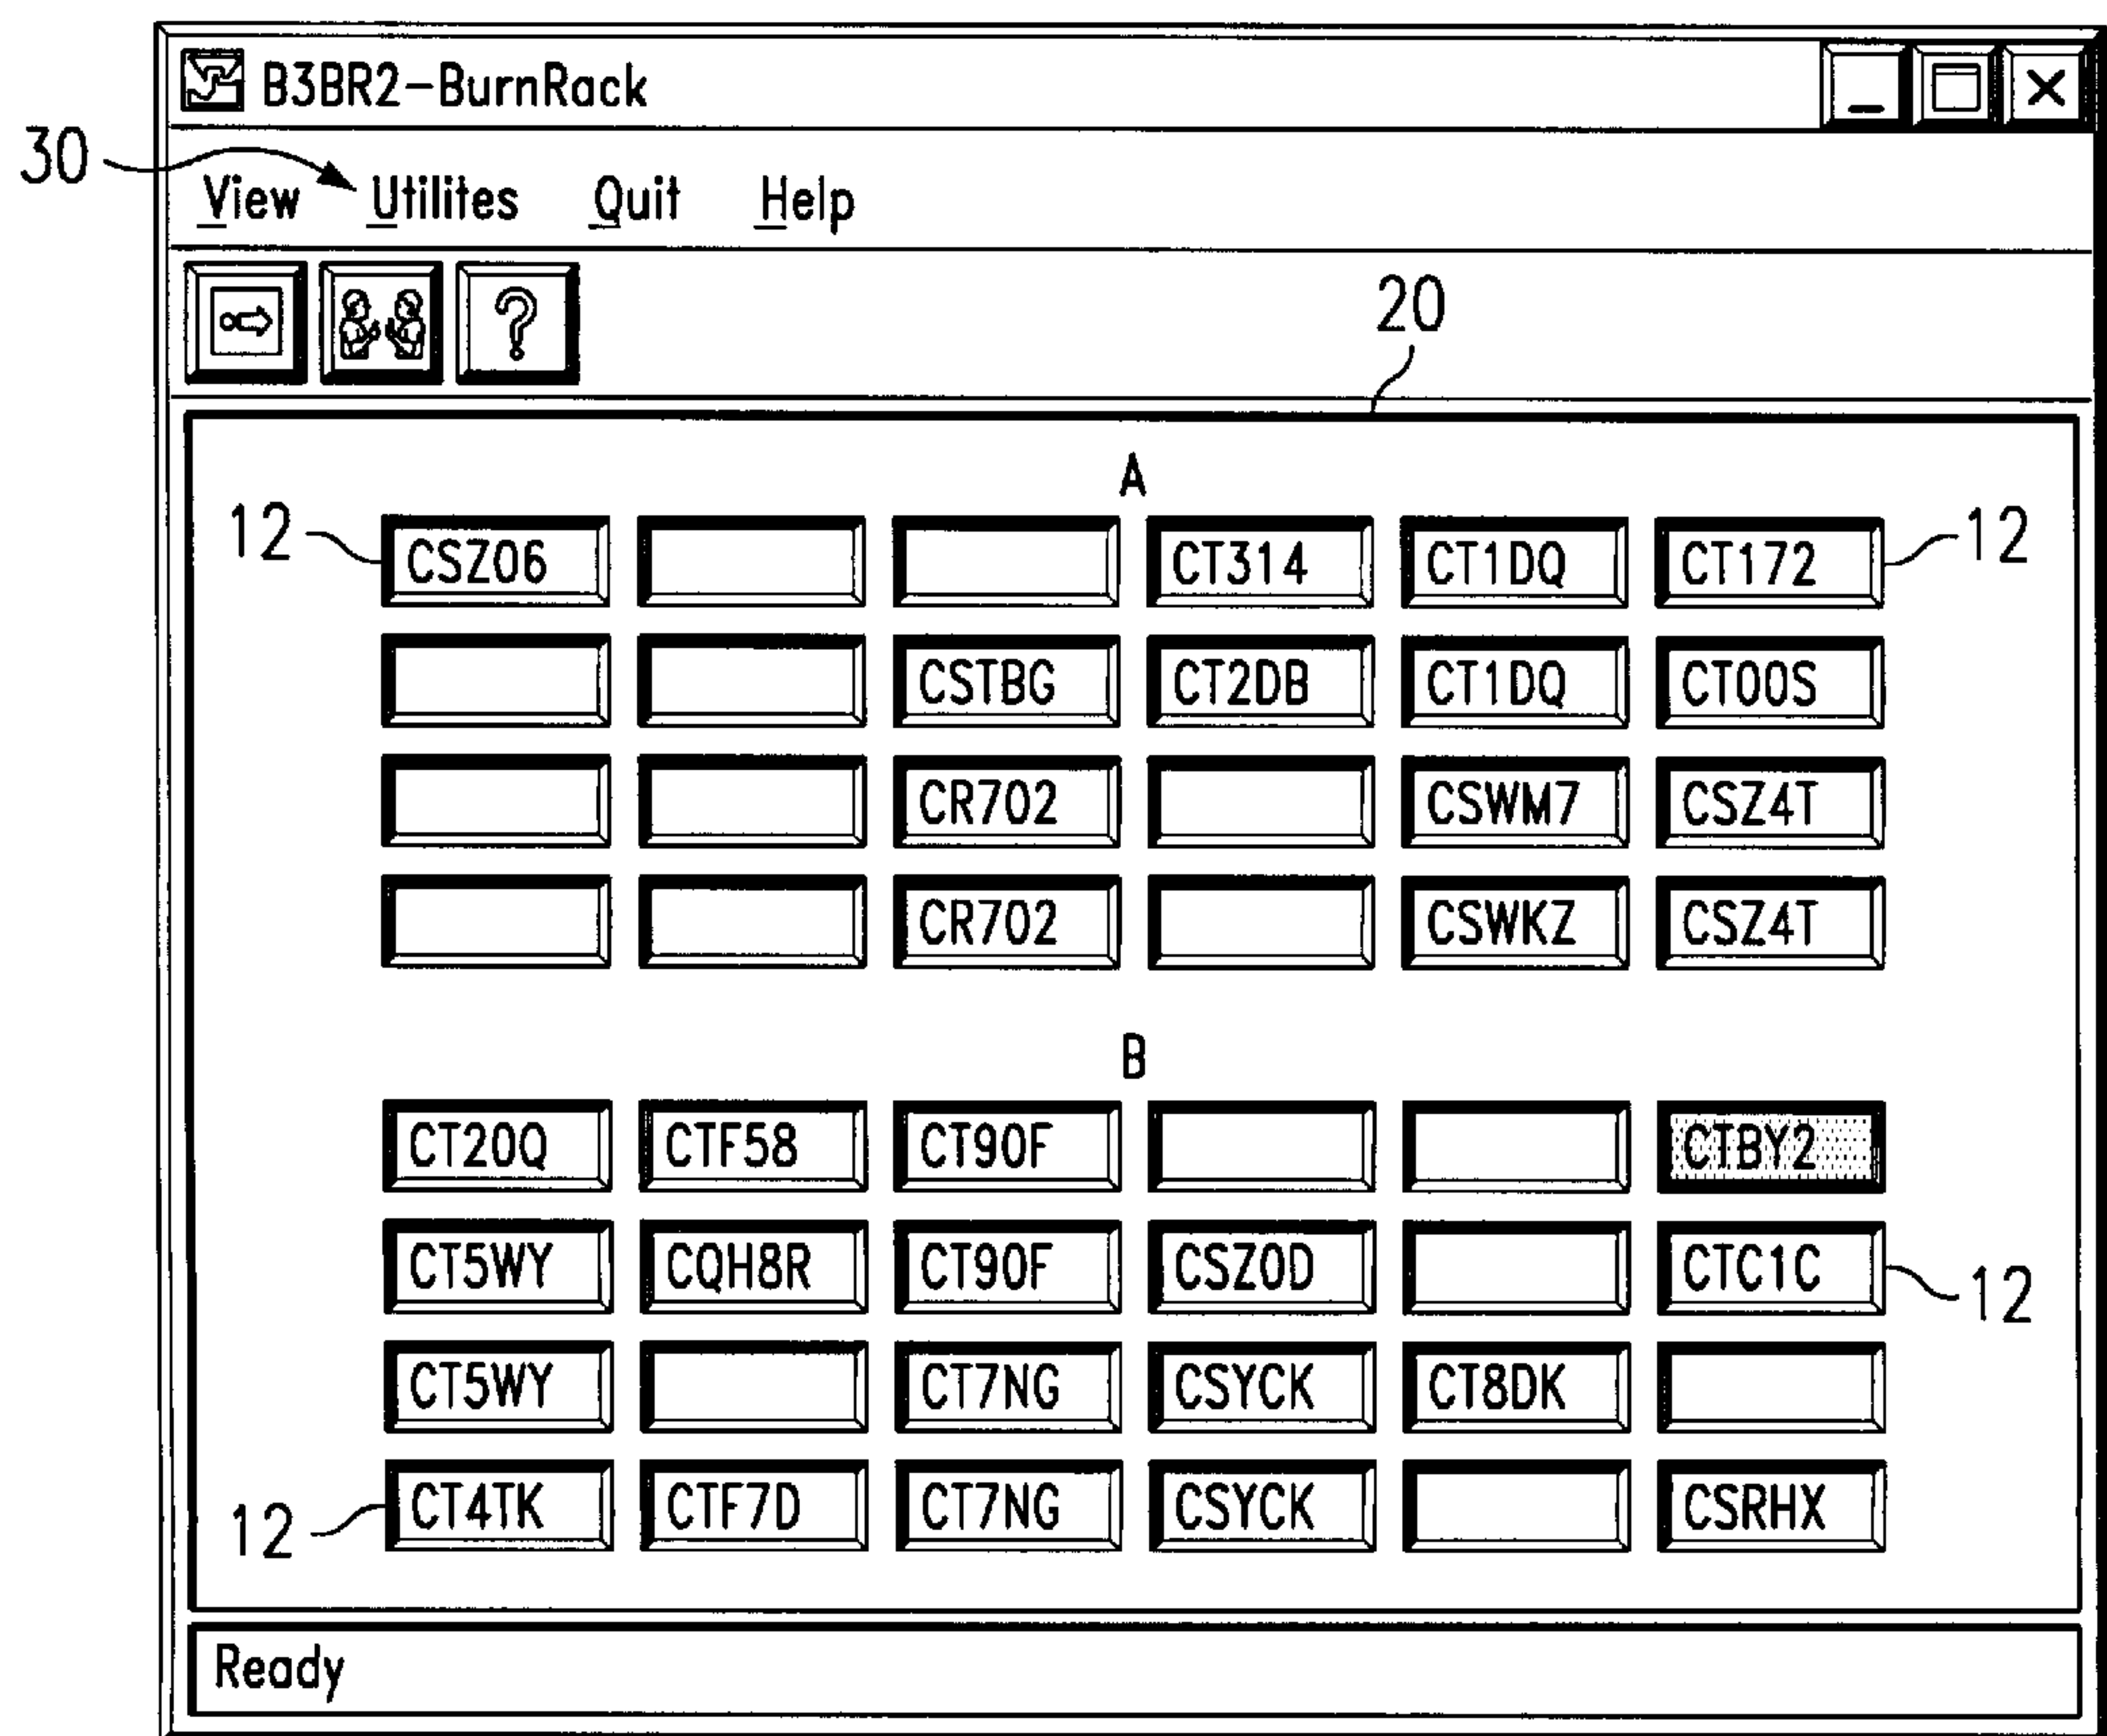 B3BR2-BurnRack
30
View Utilites Quit Help
20
A
12 CSZ06 CT314 CT1DQ CT172 12
CSTBG CT2DB CT1DQ CT00S
CR702 CSWM7 CSZ4T
CR702 CSWKZ CSZ4T
B
CT20Q CTF58 CT90F CTBY2
CT5WY CQH8R CT90F CSZ0D CTC1C 12
CT5WY CT7NG CSYCK CT8DK
12 CT4TK CTF7D CT7NG CSYCK CSRHX
Ready